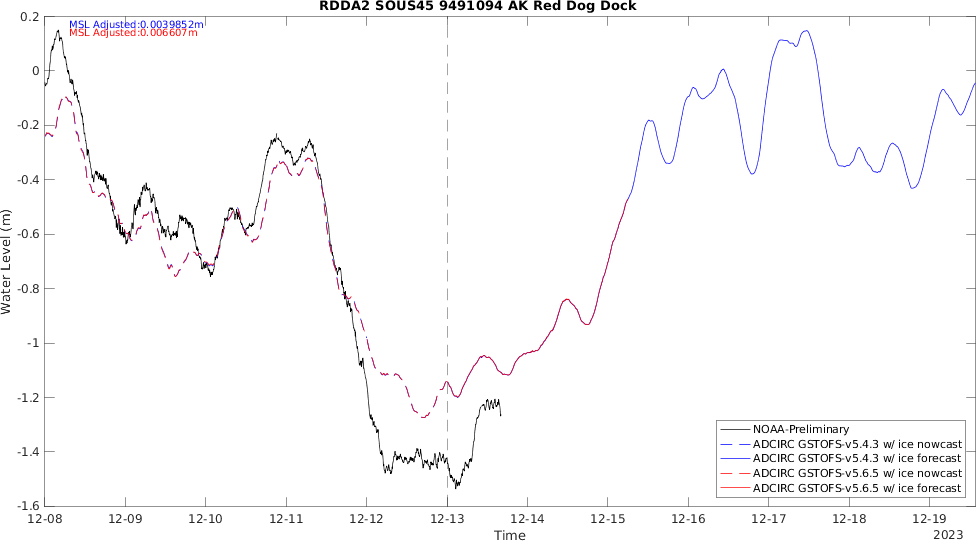 RDDA2 SOUS45 9491094 AK Red Dog Dock
MSL Adjusted:0.0039852m
MSL Adjusted:0.006607m
0.2
0
-0.2
-0.4
-0.6
-0.8
-1
-1.2
-1.4
-1.6
Water Level (m)
NOAA-Preliminary
ADCIRC GSTOFS-v5.4.3 w/ ice nowcast
ADCIRC GSTOFS-v5.4.3 w/ ice forecast
ADCIRC GSTOFS-v5.6.5 w/ ice nowcast
ADCIRC GSTOFS-v5.6.5 w/ ice forecast
12-08 12-09 12-10 12-11 12-12 12-13 12-14 12-15 12-16 12-17 12-18 12-19
Time
2023